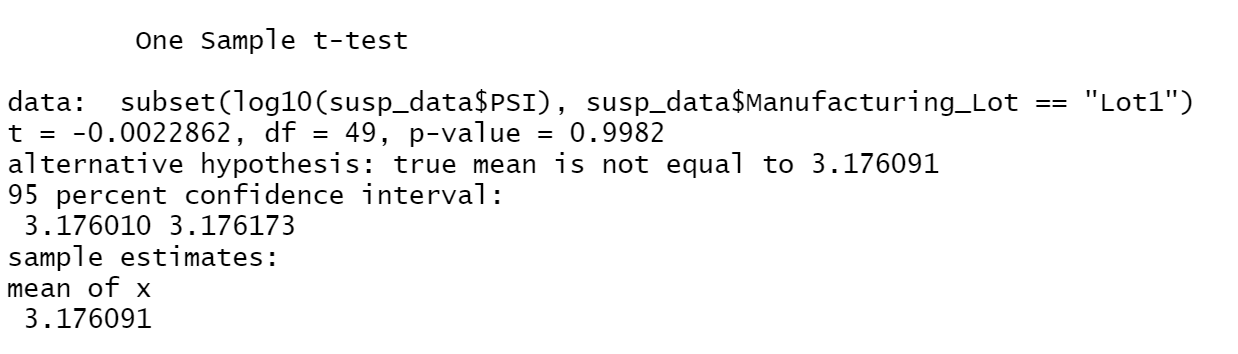 One Sample t-test
data:  subset(log10(susp_data$PSI), susp_data$Manufacturing_Lot == "Lot1")
t = -0.0022862, df = 49, p-value = 0.9982
alternative hypothesis: true mean is not equal to 3.176091
95 percent confidence interval:
3.176010 3.176173
sample estimates:
mean of x
3.176091